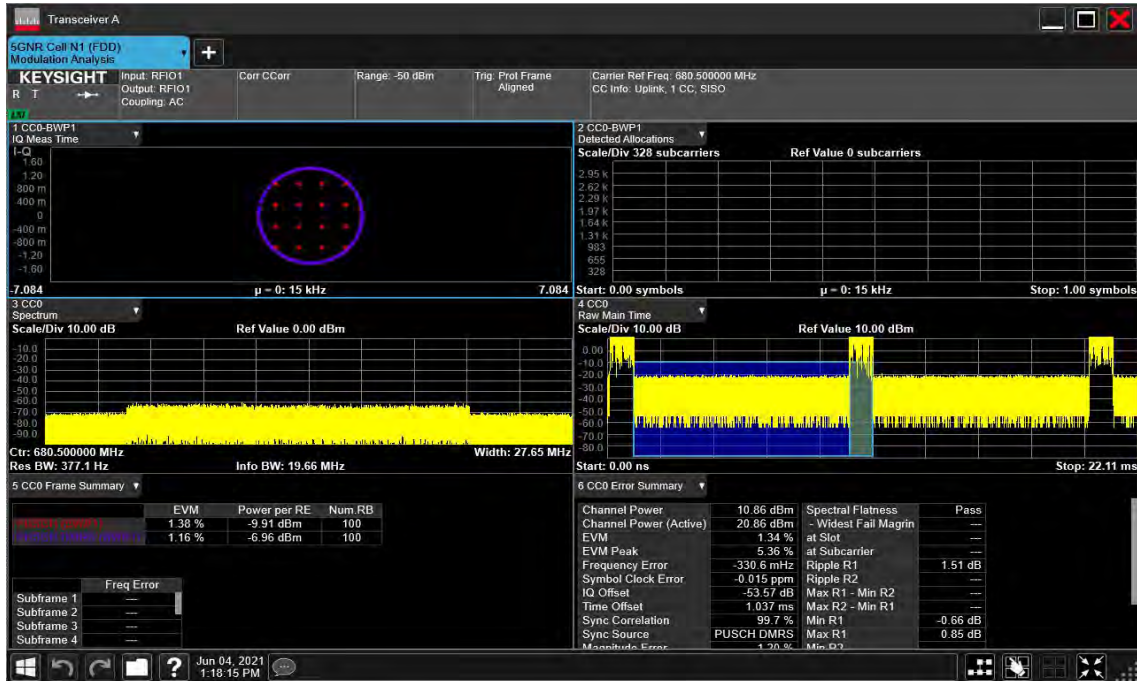 Transceiver A
5GNR Cell N1 (FDD)
Modulation Analysis
KEYSIGHT
R T
LXI
Input: RFIO1
Output: RFIO1
Coupling: AC
Corr CCorr
Range: -50 dBm
Trig: Prot Frame
Aligned
Carrier Ref Freq: 680.500000 MHz
CC Info: Uplink, 1 CC, SISO
1 CC0-BWP1
IQ Meas Time
I-Q
1.60
1.20
800 m
400 m
0
-400 m
-800 m
-1.20
-1.60
-7.084 μ = 0: 15 kHz 7.084
2 CC0-BWP1
Detected Allocations
Scale/Div 328 subcarriers Ref Value 0 subcarriers
2.95 k
2.62 k
2.29 k
1.97 k
1.64 k
1.31 k
983
655
328
Start: 0.00 symbols μ = 0: 15 kHz Stop: 1.00 symbols
3 CC0
Spectrum
Scale/Div 10.00 dB Ref Value 0.00 dBm
-10.0
-20.0
-30.0
-40.0
-50.0
-60.0
-70.0
-80.0
-90.0
Ctr: 680.500000 MHz Width: 27.65 MHz
Res BW: 377.1 Hz Info BW: 19.66 MHz
4 CC0
Raw Main Time
Scale/Div 10.00 dB Ref Value 10.00 dBm
0.00
-10.0
-20.0
-30.0
-40.0
-50.0
-60.0
-70.0
-80.0
Start: 0.00 ns Stop: 22.11 ms
5 CC0 Frame Summary
EVM Power per RE Num.RB
1.38 % -9.91 dBm 100
1.16 % -6.96 dBm 100
Freq Error
Subframe 1 ---
Subframe 2 ---
Subframe 3 ---
Subframe 4 ---
6 CC0 Error Summary
Channel Power 10.86 dBm Spectral Flatness Pass
Channel Power (Active) 20.86 dBm - Widest Fail Magrin ---
EVM 1.34 % at Slot ---
EVM Peak 5.36 % at Subcarrier ---
Frequency Error -330.6 mHz Ripple R1 1.51 dB
Symbol Clock Error -0.015 ppm Ripple R2 ---
IQ Offset -53.57 dB Max R1 - Min R2 ---
Time Offset 1.037 ms Max R2 - Min R1 ---
Sync Correlation 99.7 % Min R1 -0.66 dB
Sync Source PUSCH DMRS Max R1 0.85 dB
Magnitude Error 1.20 % Min R2
Jun 04, 2021
1:18:15 PM